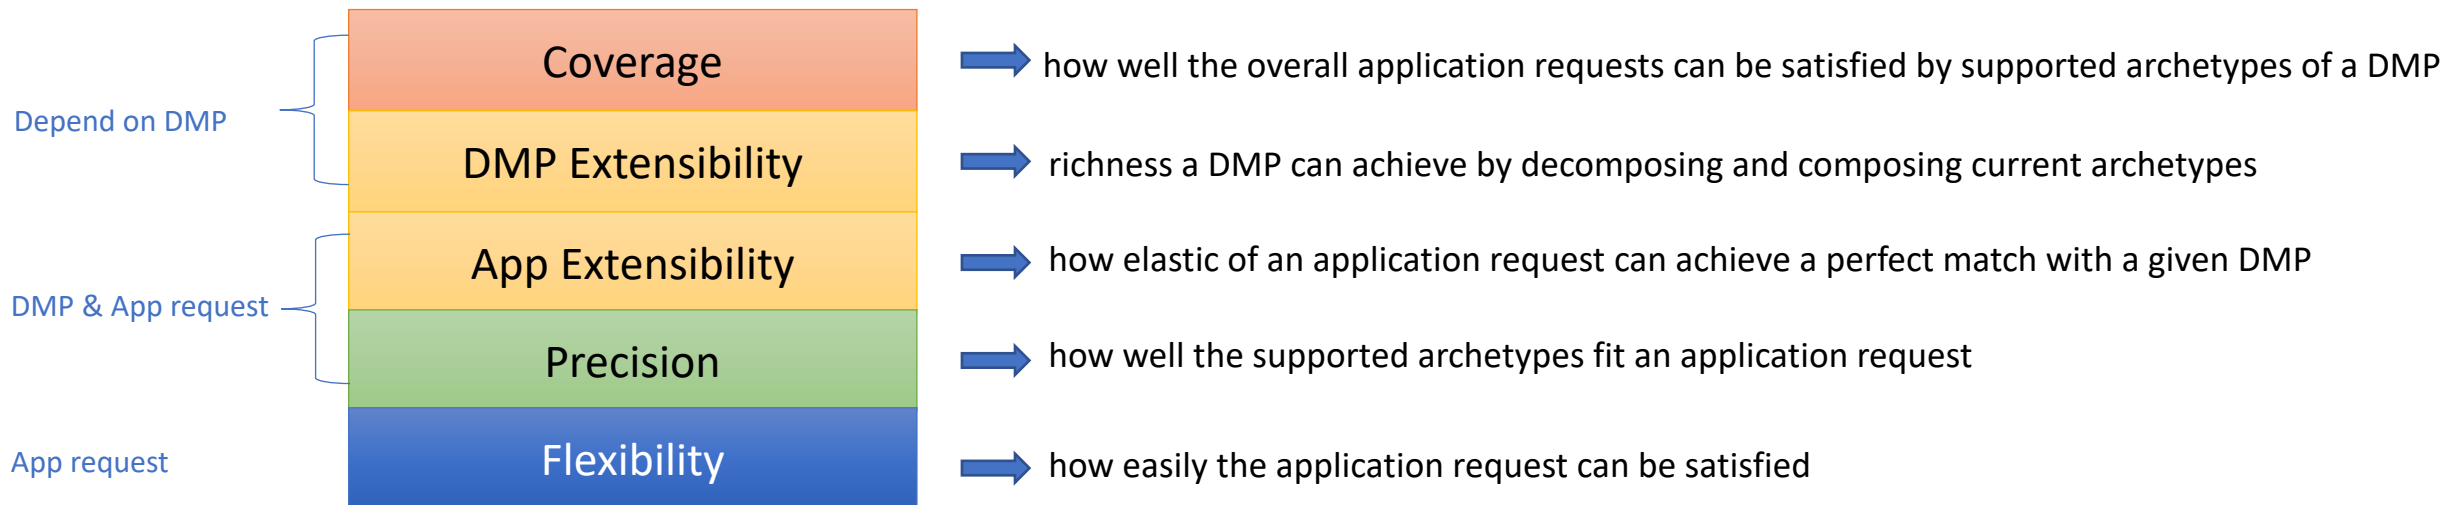 Coverage
how well the overall application requests can be satisfied by supported archetypes of a DMP
Depend on DMP
DMP Extensibility
richness a DMP can achieve by decomposing and composing current archetypes
App Extensibility
how elastic of an application request can achieve a perfect match with a given DMP
DMP & App request
Precision
how well the supported archetypes fit an application request
App request
Flexibility
how easily the application request can be satisfied